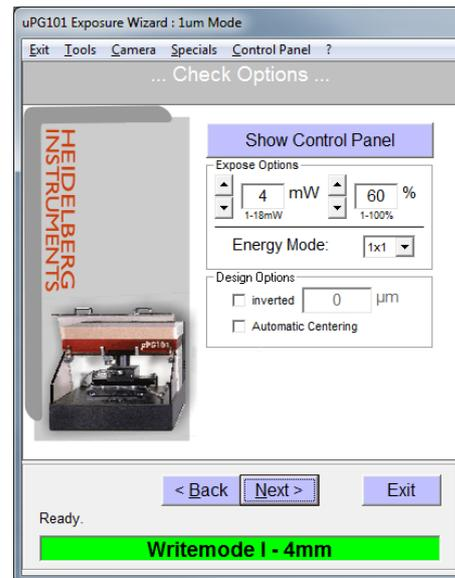 uPG101 Exposure Wizard : 1um Mode
Exit Tools Camera Specials Control Panel ?
... Check Options ...
HEIDELBERG
INSTRUMENTS
µPG101
Show Control Panel
Expose Options
4 mW 60 %
1-18mW 1-100%
Energy Mode: 1x1
Design Options
inverted 0 µm
Automatic Centering
< Back Next > Exit
Ready.
Writemode I - 4mm